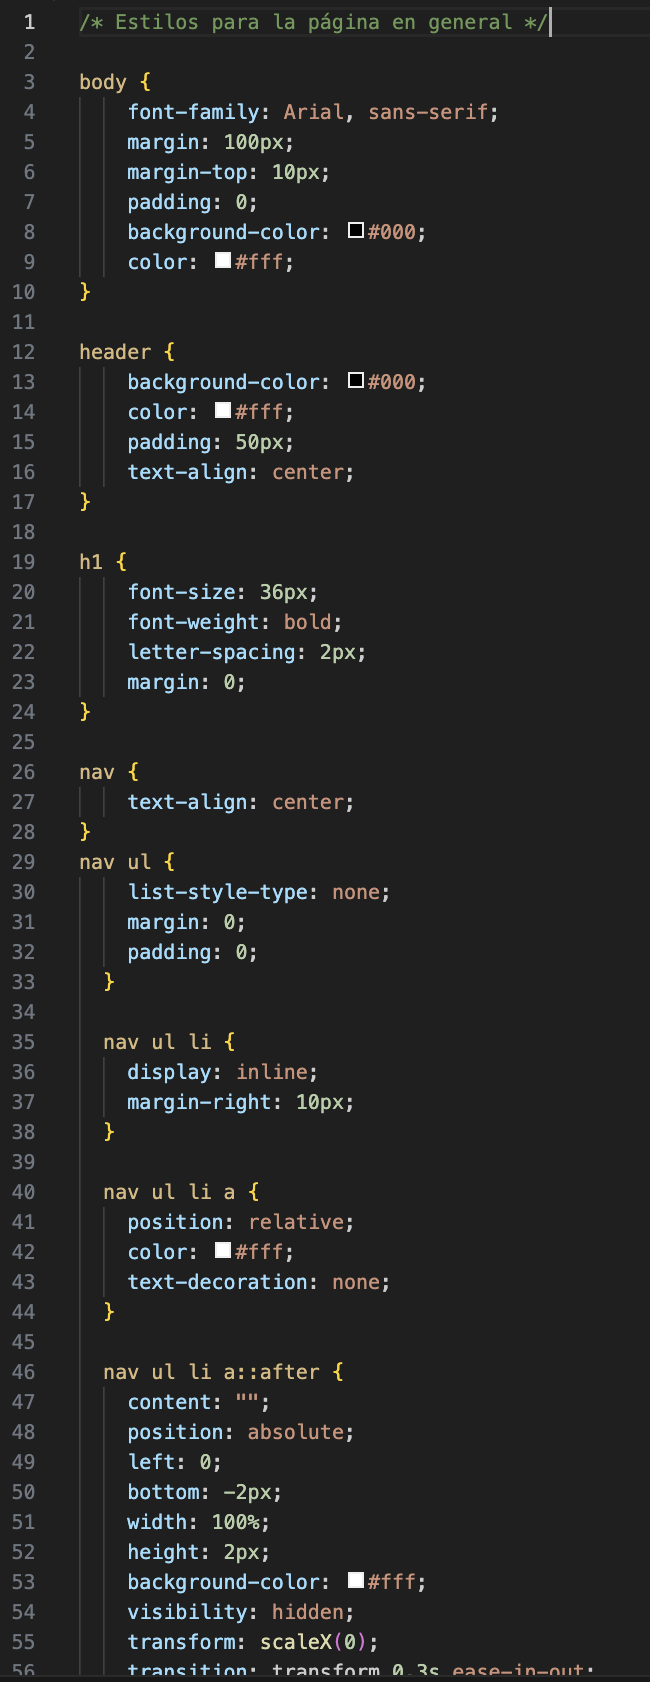 1 /* Estilos para la página en general */
2
3 body {
4 font-family: Arial, sans-serif;
5 margin: 100px;
6 margin-top: 10px;
7 padding: 0;
8 background-color: #000;
9 color: #fff;
10 }
11
12 header {
13 background-color: #000;
14 color: #fff;
15 padding: 50px;
16 text-align: center;
17 }
18
19 h1 {
20 font-size: 36px;
21 font-weight: bold;
22 letter-spacing: 2px;
23 margin: 0;
24 }
25
26 nav {
27 text-align: center;
28 }
29 nav ul {
30 list-style-type: none;
31 margin: 0;
32 padding: 0;
33 }
34
35 nav ul li {
36 display: inline;
37 margin-right: 10px;
38 }
39
40 nav ul li a {
41 position: relative;
42 color: #fff;
43 text-decoration: none;
44 }
45
46 nav ul li a::after {
47 content: "";
48 position: absolute;
49 left: 0;
50 bottom: -2px;
51 width: 100%;
52 height: 2px;
53 background-color: #fff;
54 visibility: hidden;
55 transform: scaleX(0);
56 transition: transform 0.3s ease-in-out;